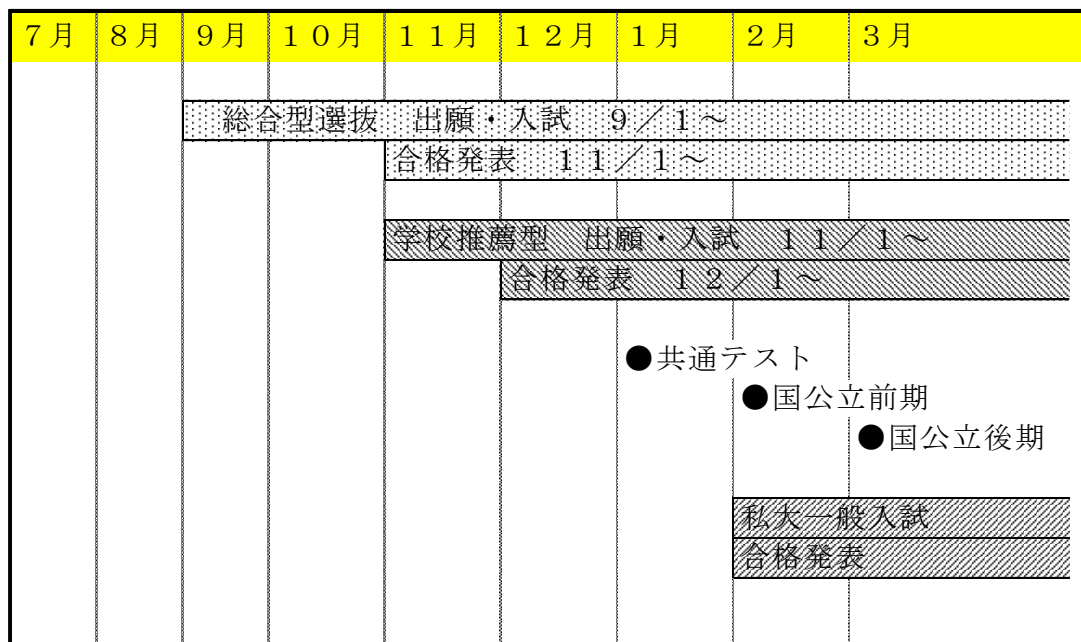 7月 8月 9月 10月 11月 12月 1月 2月 3月
総合型選抜 出願・入試 9/1~
合格発表 11/1~
学校推薦型 出願・入試 11/1~
合格発表 12/1~
●共通テスト
●国公立前期
●国公立後期
私大一般入試
合格発表